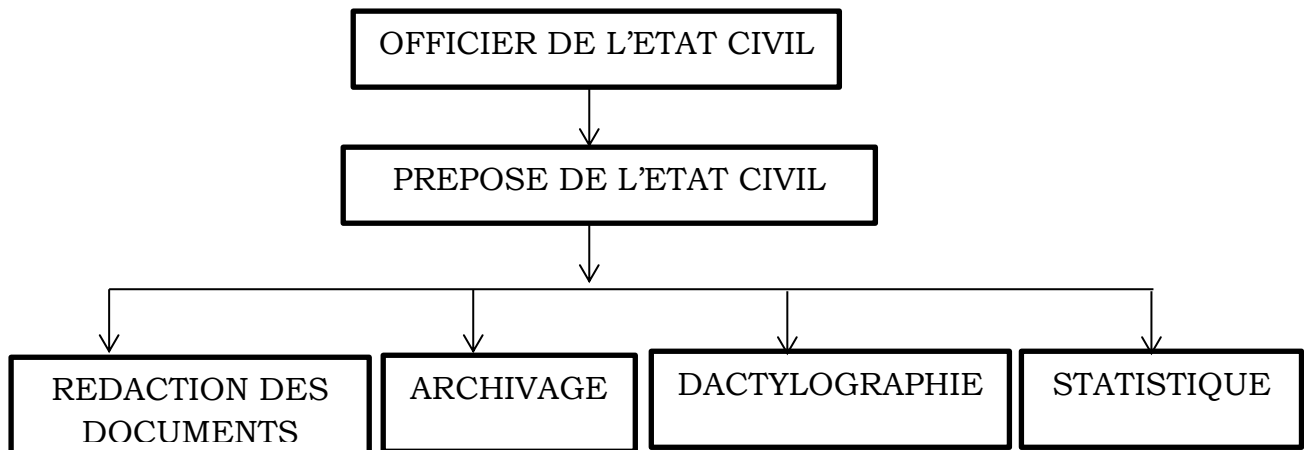 OFFICIER DE L’ETAT CIVIL
PREPOSE DE L’ETAT CIVIL
REDACTION DES
DOCUMENTS
ARCHIVAGE
DACTYLOGRAPHIE
STATISTIQUE